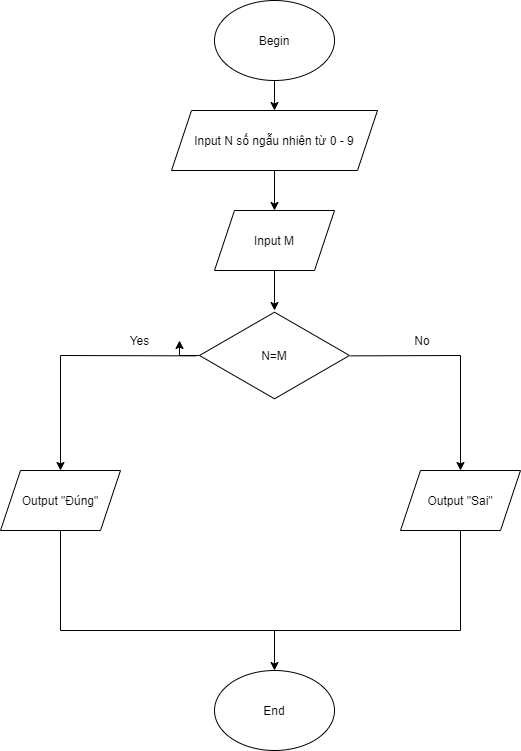 Begin
Input N số ngẫu nhiên từ 0 - 9
Input M
Yes
No
N=M
Output "Đúng"
Output "Sai"
End